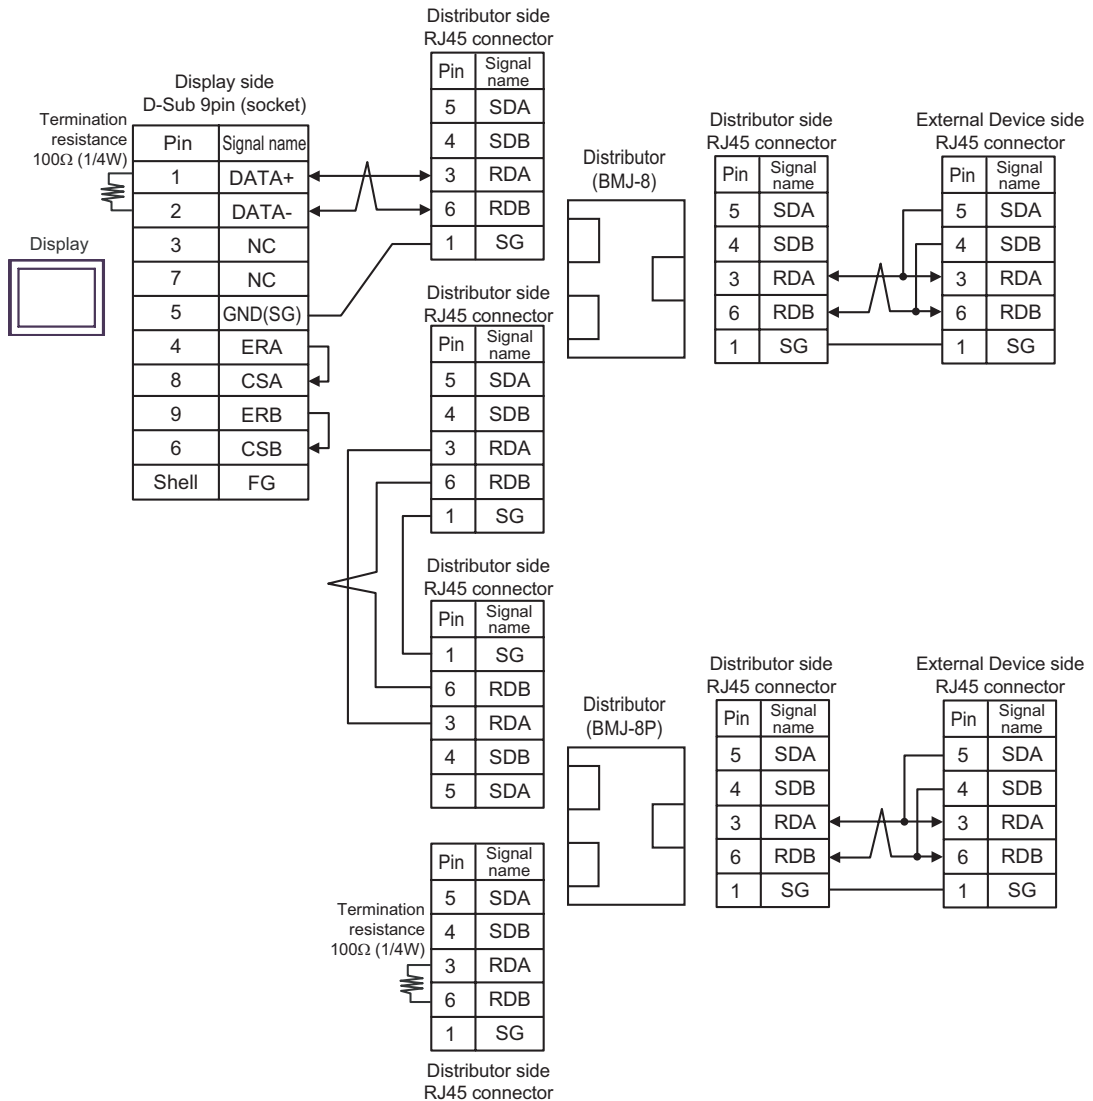 Distributor side
RJ45 connector
Pin Signal name
5 SDA
4 SDB
3 RDA
6 RDB
1 SG
Display side
D-Sub 9pin (socket)
Termination
resistance
100Ω (1/4W)
Pin Signal name
1 DATA+
2 DATA-
3 NC
7 NC
5 GND(SG)
4 ERA
8 CSA
9 ERB
6 CSB
Shell FG
Display
Distributor
(BMJ-8)
Distributor side
RJ45 connector
Pin Signal name
5 SDA
4 SDB
3 RDA
6 RDB
1 SG
External Device side
RJ45 connector
Pin Signal name
5 SDA
4 SDB
3 RDA
6 RDB
1 SG
Distributor side
RJ45 connector
Pin Signal name
5 SDA
4 SDB
3 RDA
6 RDB
1 SG
Distributor side
RJ45 connector
Pin Signal name
1 SG
6 RDB
3 RDA
4 SDB
5 SDA
Distributor
(BMJ-8P)
Distributor side
RJ45 connector
Pin Signal name
5 SDA
4 SDB
3 RDA
6 RDB
1 SG
External Device side
RJ45 connector
Pin Signal name
5 SDA
4 SDB
3 RDA
6 RDB
1 SG
Termination
resistance
100Ω (1/4W)
Pin Signal name
5 SDA
4 SDB
3 RDA
6 RDB
1 SG
Distributor side
RJ45 connector